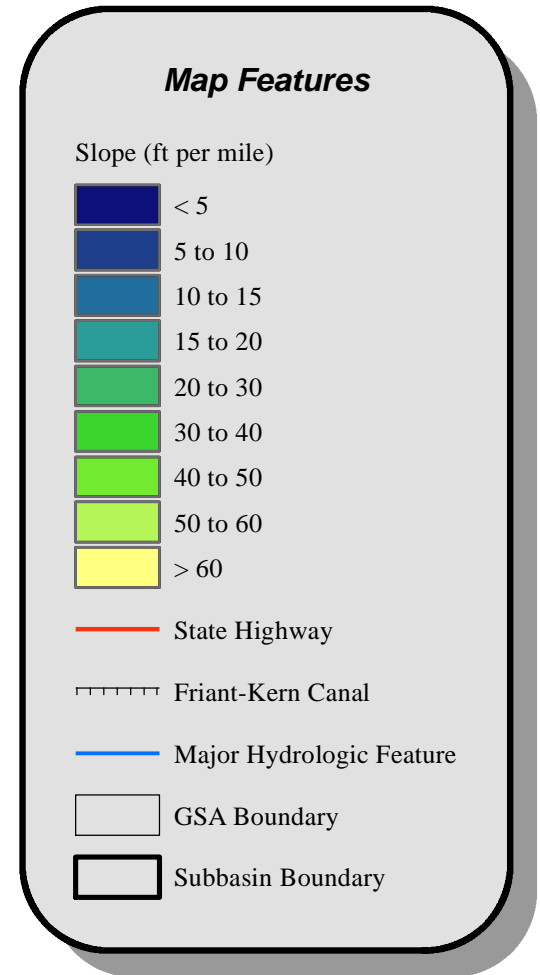 Map Features
Slope (ft per mile)
< 5
5 to 10
10 to 15
15 to 20
20 to 30
30 to 40
40 to 50
50 to 60
> 60
State Highway
Friant-Kern Canal
Major Hydrologic Feature
GSA Boundary
Subbasin Boundary